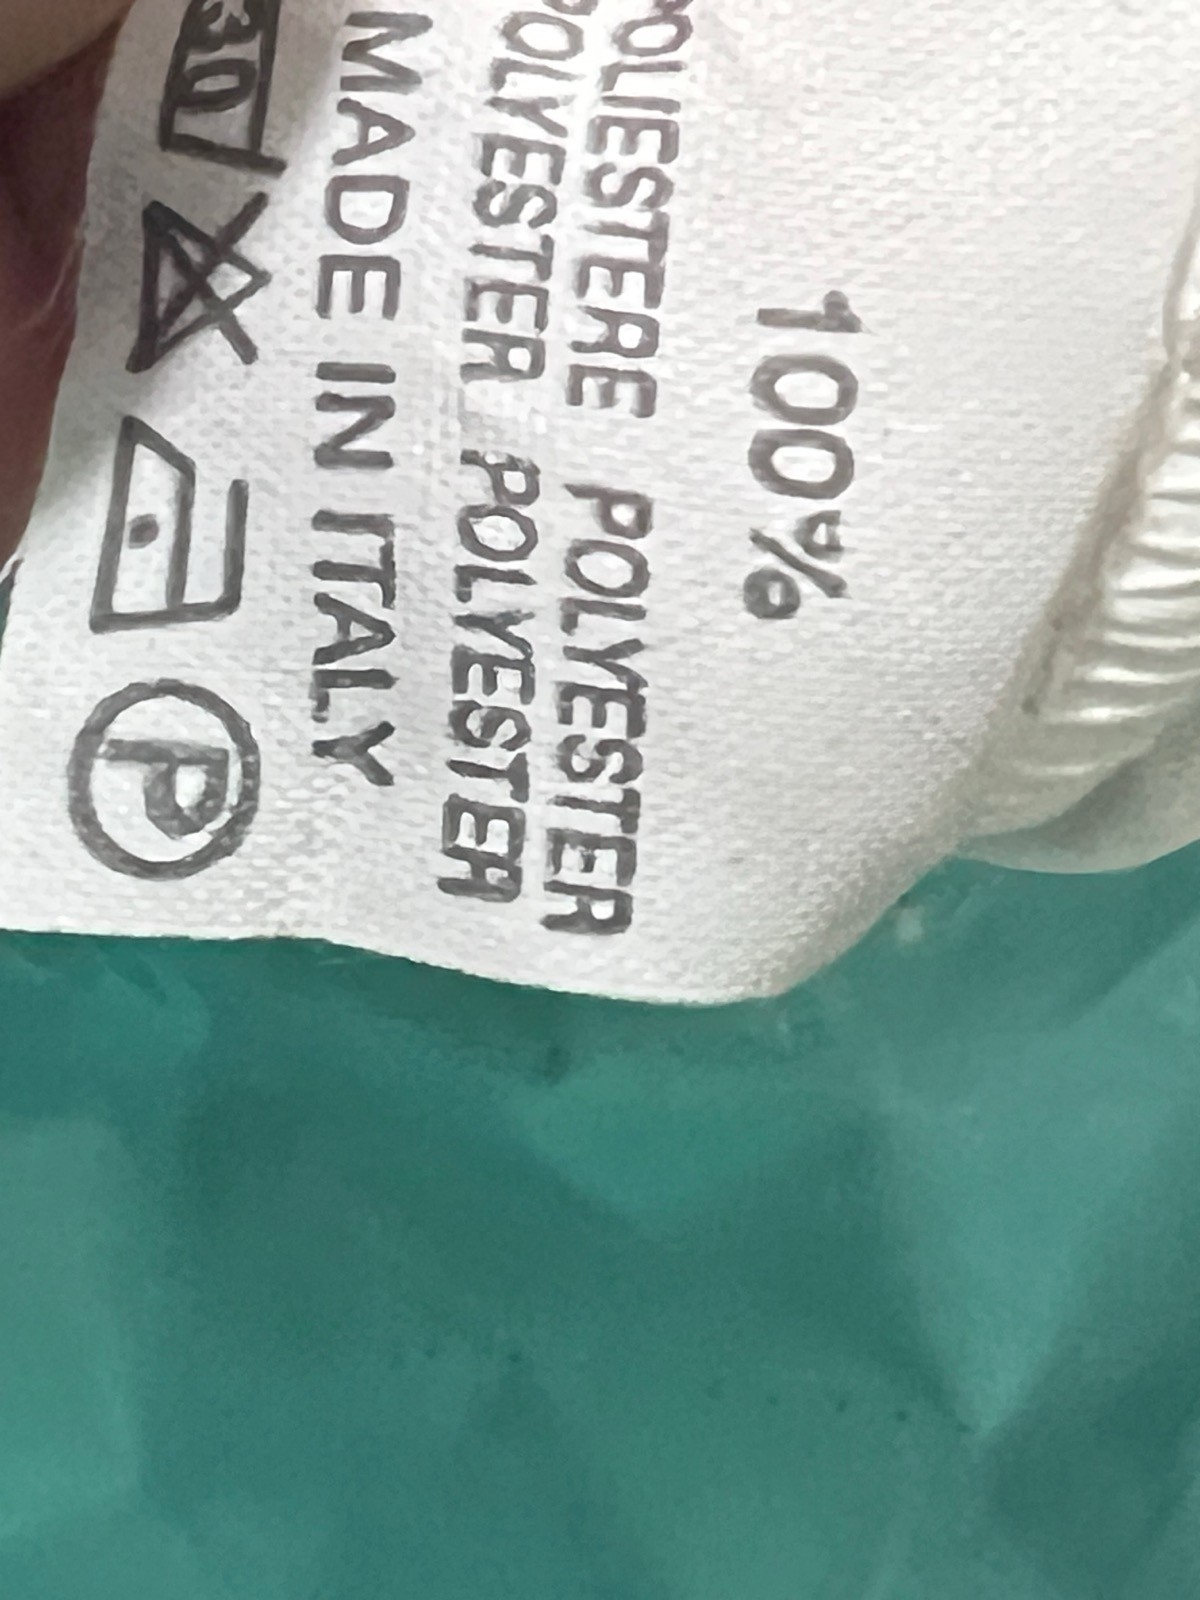 100%
POLIESTERE POLYESTER
POLYESTER POLYESTER
MADE IN ITALY
30 P